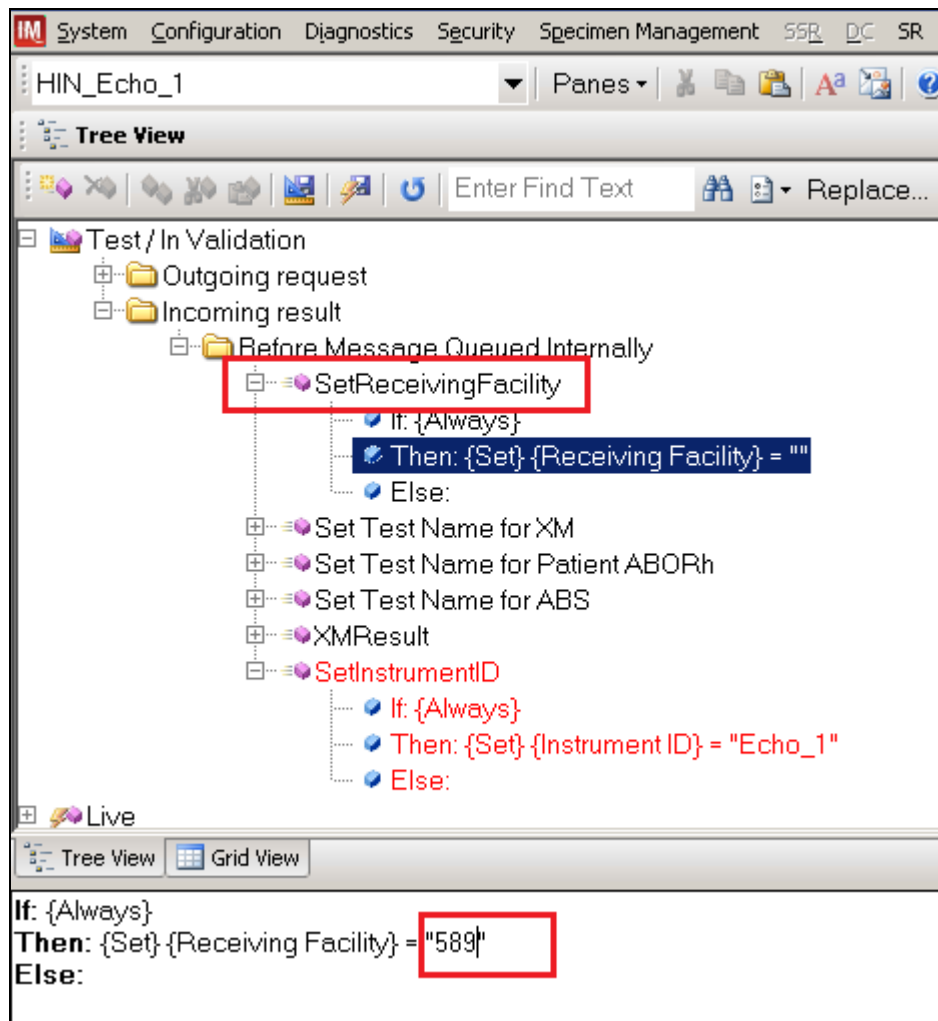 IM System Configuration Diagnostics Security Specimen Management SSR DC SR
HIN_Echo_1 Panes Aª ?
Tree View
Enter Find Text Replace...
Test / In Validation
Outgoing request
Incoming result
Before Message Queued Internally
SetReceivingFacility
If: {Always}
Then: {Set} {Receiving Facility} = ""
Else:
Set Test Name for XM
Set Test Name for Patient ABORh
Set Test Name for ABS
XMResult
SetInstrumentID
If: {Always}
Then: {Set} {Instrument ID} = "Echo_1"
Else:
Live
Tree View Grid View
If: {Always}
Then: {Set} {Receiving Facility} = "589"
Else: